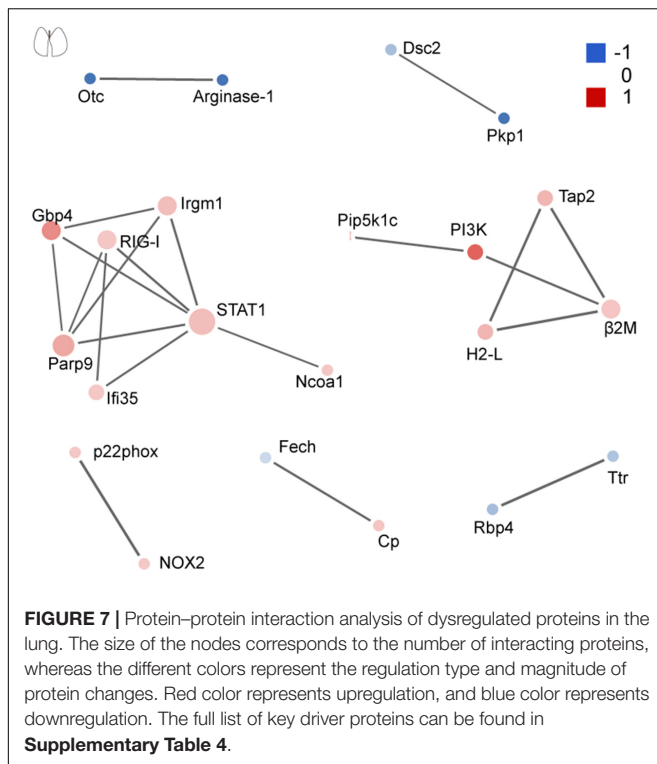 Dsc2
-1
0
1
Otc
Arginase-1
Pkp1
Irgm1
Gbp4
RIG-I
STAT1
Parp9
Ifi35
Ncoa1
Tap2
Pip5k1c
PI3K
β2M
H2-L
p22phox
NOX2
Fech
Cp
Ttr
Rbp4
FIGURE 7 | Protein–protein interaction analysis of dysregulated proteins in the
lung. The size of the nodes corresponds to the number of interacting proteins,
whereas the different colors represent the regulation type and magnitude of
protein changes. Red color represents upregulation, and blue color represents
downregulation. The full list of key driver proteins can be found in
Supplementary Table 4.